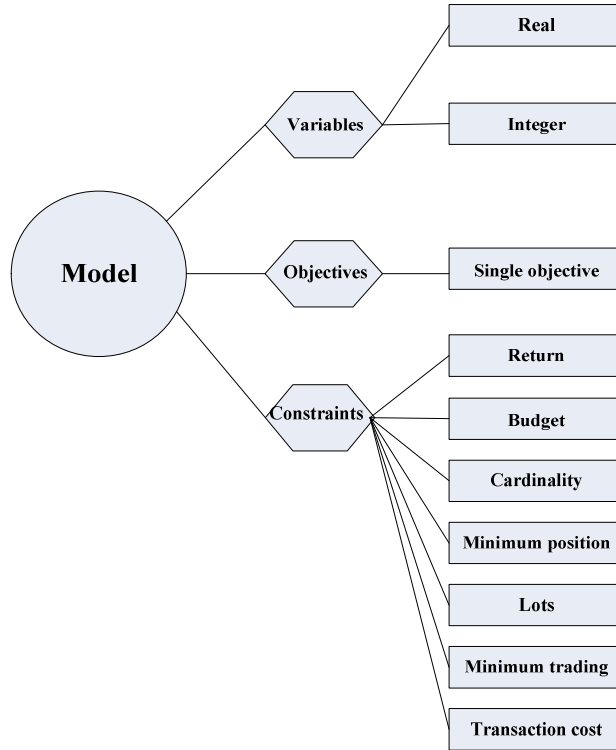 Real
Variables
Integer
Model
Objectives
Single objective
Return
Constraints
Budget
Cardinality
Minimum position
Lots
Minimum trading
Transaction cost